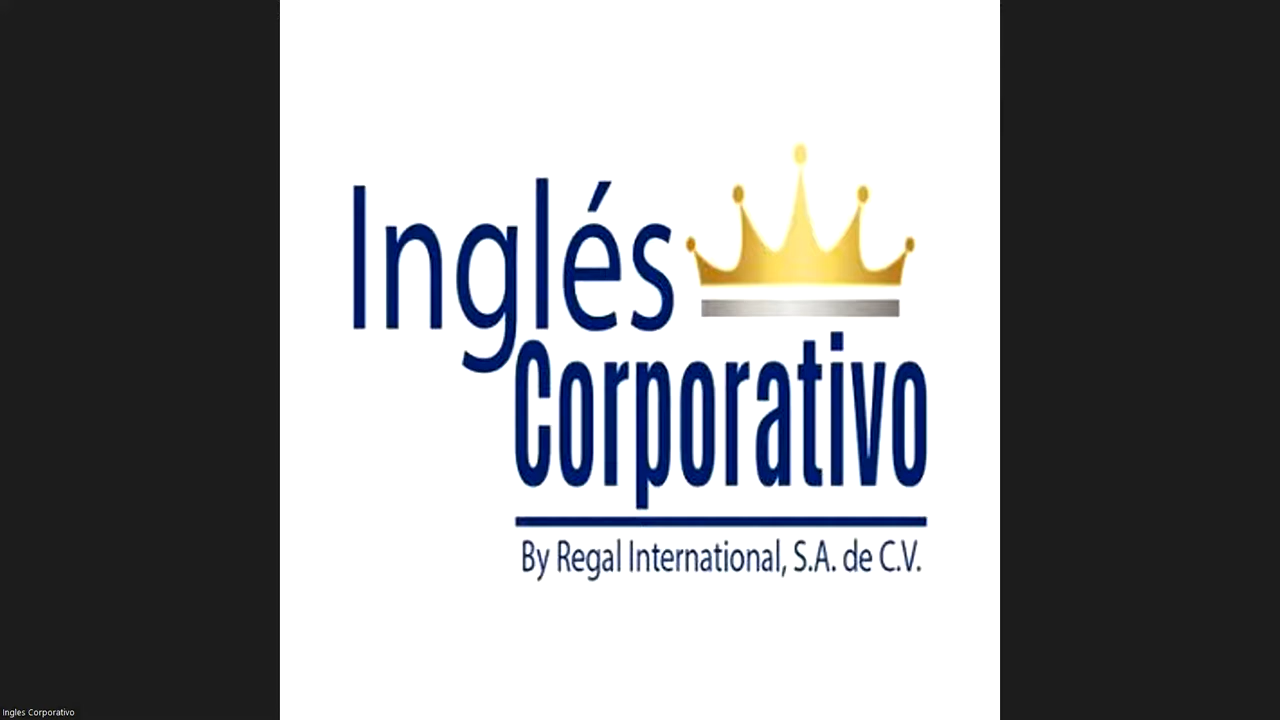 Inglés
Corporativo
By Regal International, S.A. de C.V.
Ingles Corporativo